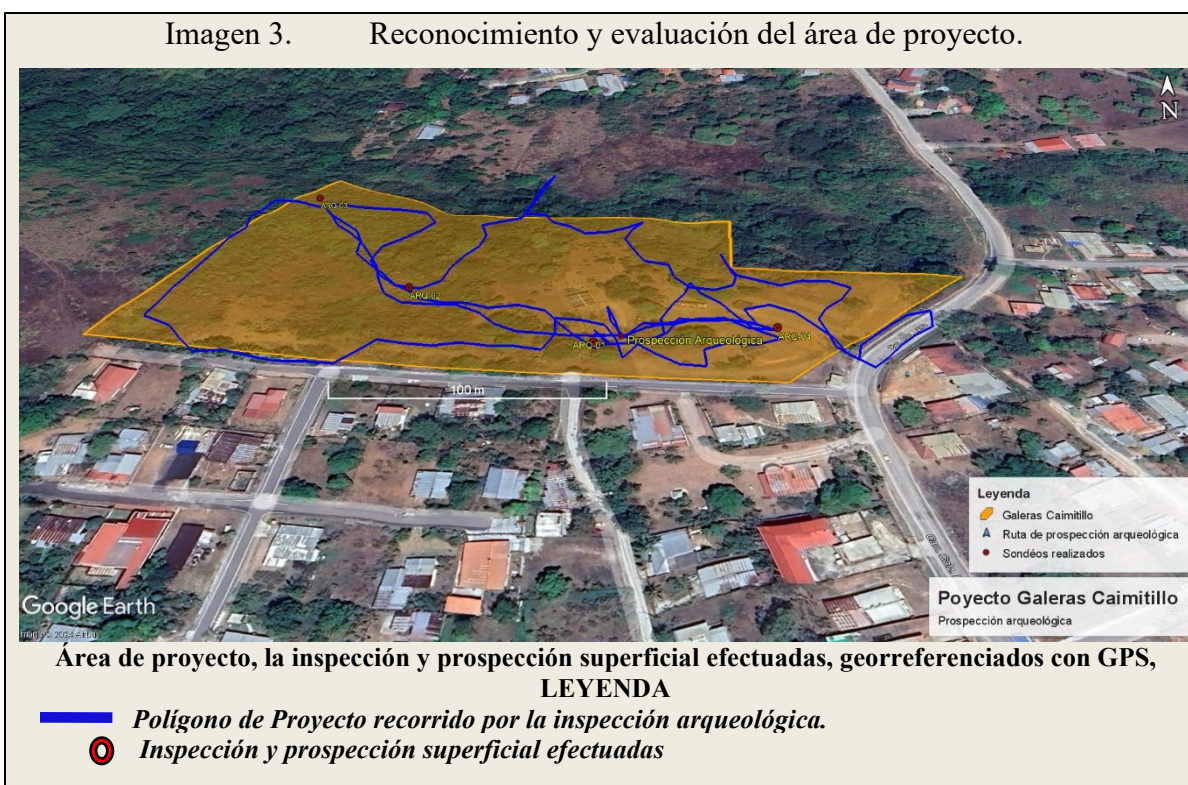 Imagen 3. Reconocimiento y evaluación del área de proyecto.
N
ARQ-03
ARQ-02
ARQ-01
Prospección Arqueológica
ARQ-04
100 m
Leyenda
Galeras Caimitillo
Ruta de prospección arqueológica
Sondéos realizados
Poyecto Galeras Caimitillo
Prospección arqueológica
Google Earth
Image © 2024 Airbus
Área de proyecto, la inspección y prospección superficial efectuadas, georreferenciados con GPS,
LEYENDA
Polígono de Proyecto recorrido por la inspección arqueológica.
Inspección y prospección superficial efectuadas